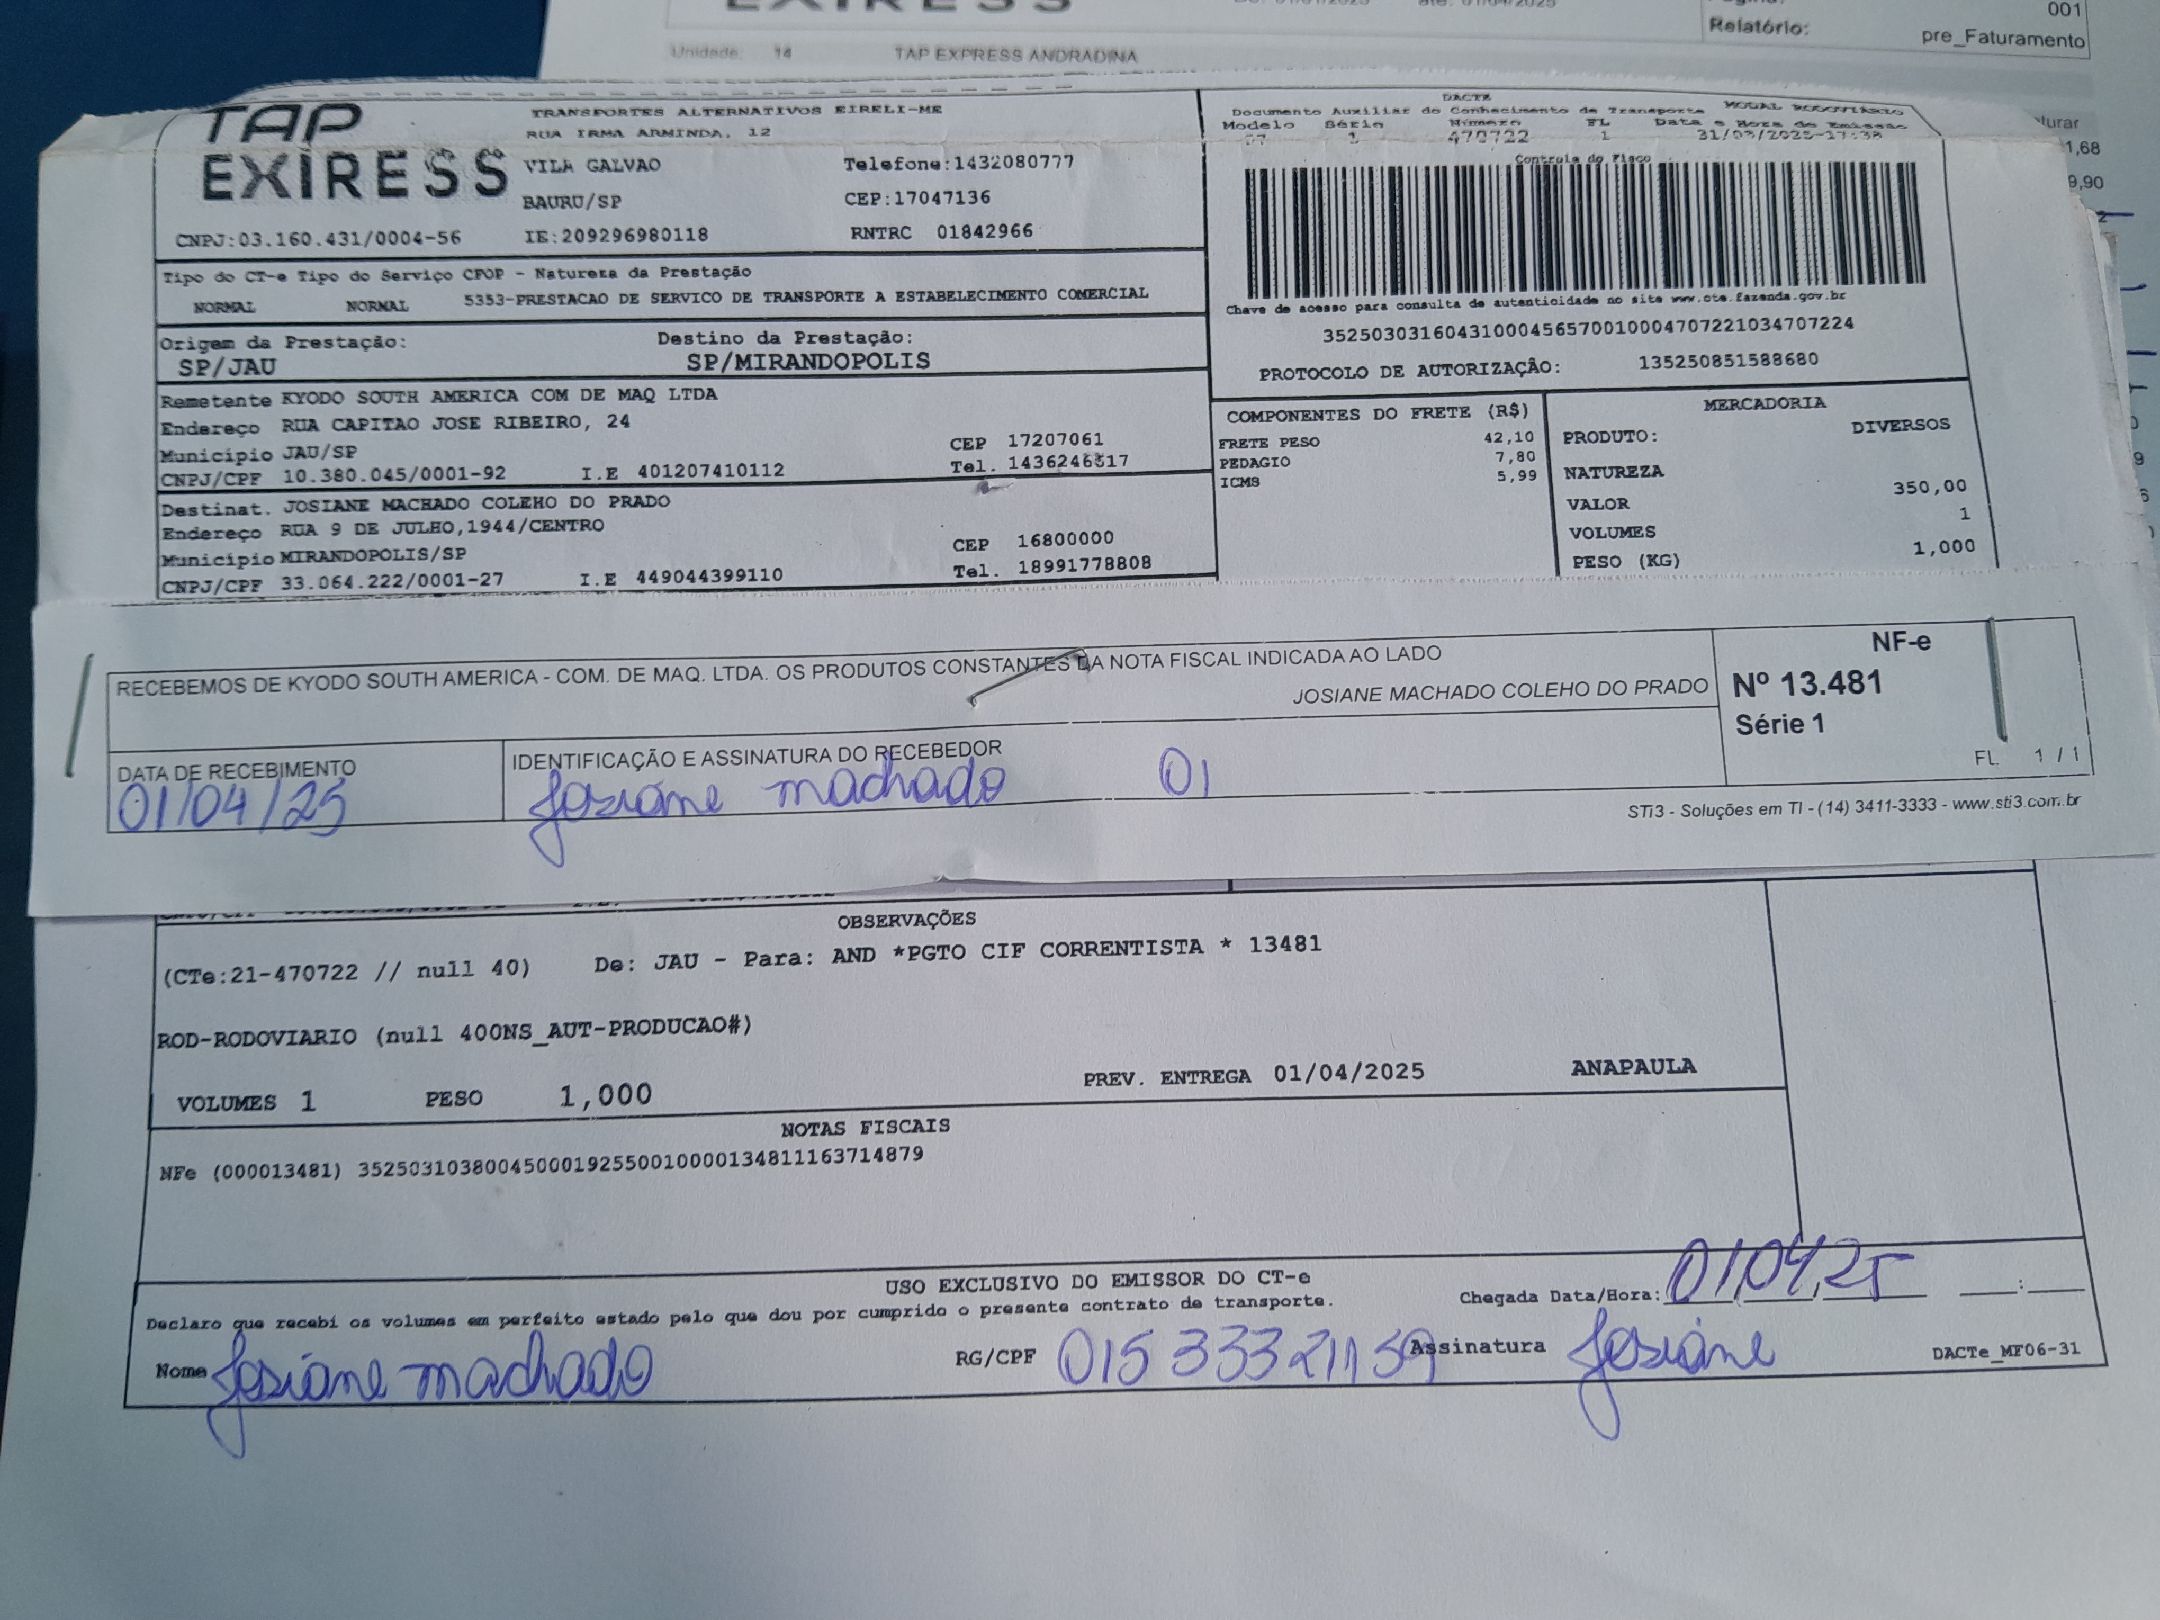 001
Relatório: pre_Faturamento
Unidade: 14 TAP EXPRESS ANDRADINA
1,68
9,90
TAP
EXIRESS
TRANSPORTES ALTERNATIVOS EIRELI-ME
RUA IRMA ARMINDA, 12
VILA GALVAO Telefone:1432080777
BAURU/SP CEP:17047136
CNPJ:03.160.431/0004-56 IE:209296980118 RNTRC 01842966
DACTE
Documento Auxiliar do Conhecimento de Transporte MODAL RODOVIÁRIO
Modelo Série Número FL Data e Hora de Emissão
1 470722 1
Controle do Fisco
Chave de acesso para consulta de autenticidade no site www.cte.fazenda.gov.br
35250303160431000456570010004707221034707224
PROTOCOLO DE AUTORIZAÇÃO: 135250851588680
Tipo do CT-e Tipo do Serviço CFOP - Natureza da Prestação
NORMAL NORMAL 5353-PRESTACAO DE SERVICO DE TRANSPORTE A ESTABELECIMENTO COMERCIAL
Origem da Prestação: Destino da Prestação:
SP/JAU SP/MIRANDOPOLIS
Remetente KYODO SOUTH AMERICA COM DE MAQ LTDA
Endereço RUA CAPITAO JOSE RIBEIRO, 24
Município JAU/SP CEP 17207061
CNPJ/CPF 10.380.045/0001-92 I.E 401207410112 Tel. 1436246317
Destinat. JOSIANE MACHADO COLEHO DO PRADO
Endereço RUA 9 DE JULHO,1944/CENTRO
Município MIRANDOPOLIS/SP CEP 16800000
CNPJ/CPF 33.064.222/0001-27 I.E 449044399110 Tel. 18991778808
COMPONENTES DO FRETE (R$)
FRETE PESO 42,10
PEDAGIO 7,80
ICMS 5,99
MERCADORIA
PRODUTO: DIVERSOS
NATUREZA
VALOR 350,00
VOLUMES 1
PESO (KG) 1,000
RECEBEMOS DE KYODO SOUTH AMERICA - COM. DE MAQ. LTDA. OS PRODUTOS CONSTANTES DA NOTA FISCAL INDICADA AO LADO
JOSIANE MACHADO COLEHO DO PRADO
NF-e
Nº 13.481
Série 1
FL. 1 / 1
DATA DE RECEBIMENTO
01/04/25
IDENTIFICAÇÃO E ASSINATURA DO RECEBEDOR
Josiane machado 01
STi3 - Soluções em TI - (14) 3411-3333 - www.sti3.com.br
OBSERVAÇÕES
(CTe:21-470722 // null 40) De: JAU - Para: AND *PGTO CIF CORRENTISTA * 13481
ROD-RODOVIARIO (null 400NS_AUT-PRODUCAO#)
VOLUMES 1 PESO 1,000 PREV. ENTREGA 01/04/2025 ANAPAULA
NOTAS FISCAIS
NFe (000013481) 35250310380045000192550010000134811163714879
USO EXCLUSIVO DO EMISSOR DO CT-e
Declaro que recebi os volumes em perfeito estado pelo que dou por cumprido o presente contrato de transporte.
Chegada Data/Hora: 01,04,25 :
Nome Josiane machado RG/CPF 01533321159 Assinatura Josiane DACTe_MF06-31